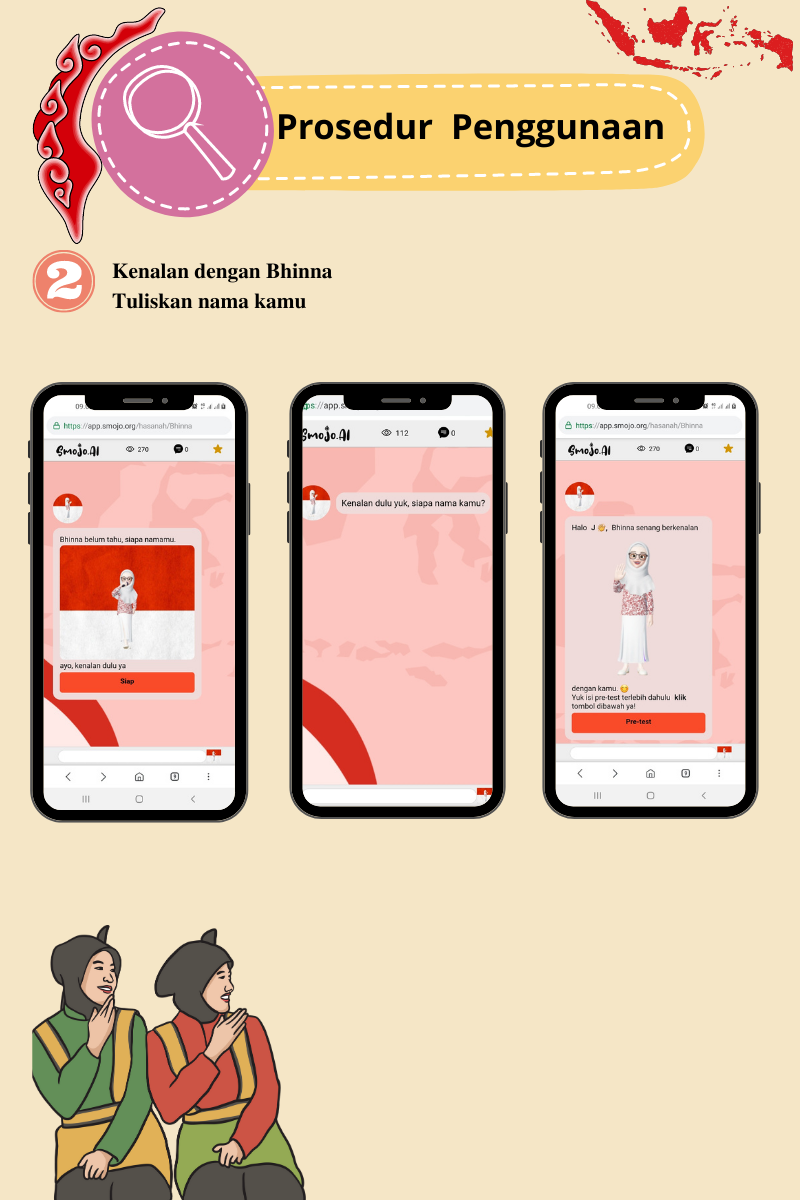 Prosedur Penggunaan
2
Kenalan dengan Bhinna
Tuliskan nama kamu
https://app.smojo.org/hasanah/Bhinna
Smojo.AI 270 0
Bhinna belum tahu, siapa namamu.
ayo, kenalan dulu ya
Siap
Smojo.AI 112 0
Kenalan dulu yuk, siapa nama kamu?
https://app.smojo.org/hasanah/Bhinna
Smojo.AI 270 0
Halo J 👋, Bhinna senang berkenalan
dengan kamu.
Yuk isi pre-test terlebih dahulu klik
tombol dibawah ya!
Pre-test